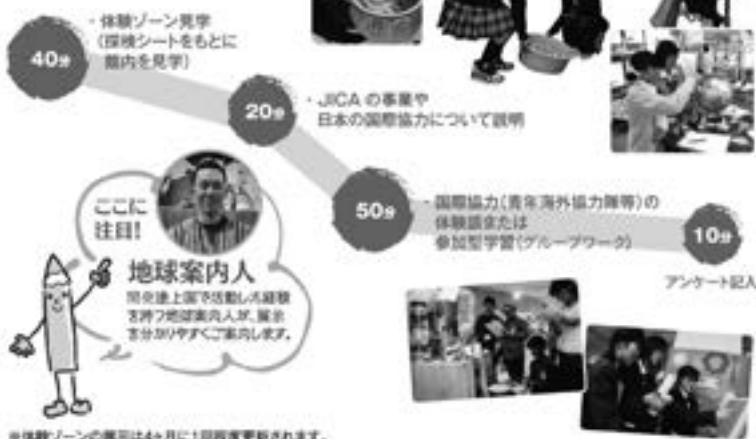 40分
・体験ゾーン見学
(探検シートをもとに
館内を見学)
20分
・JICAの事業や
日本の国際協力について説明
50分
・国際協力(青年海外協力隊等)の
体験談または
参加型学習(グループワーク)
10分
アンケート記入
ここに
注目!
地球案内人
開発途上国で活動した経験
を持つ地球案内人が、展示
を分かりやすくご案内します。
※体験ゾーンの展示は4ヶ月に1回程度更新されます。